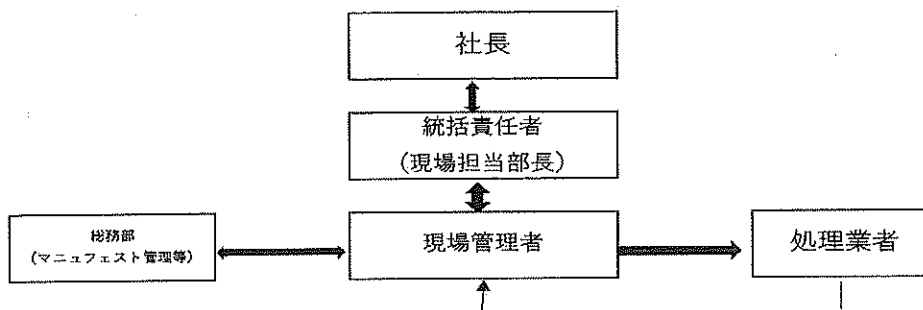 社長
統括責任者
(現場担当部長)
総務部
(マニュフェスト管理等)
現場管理者
処理業者